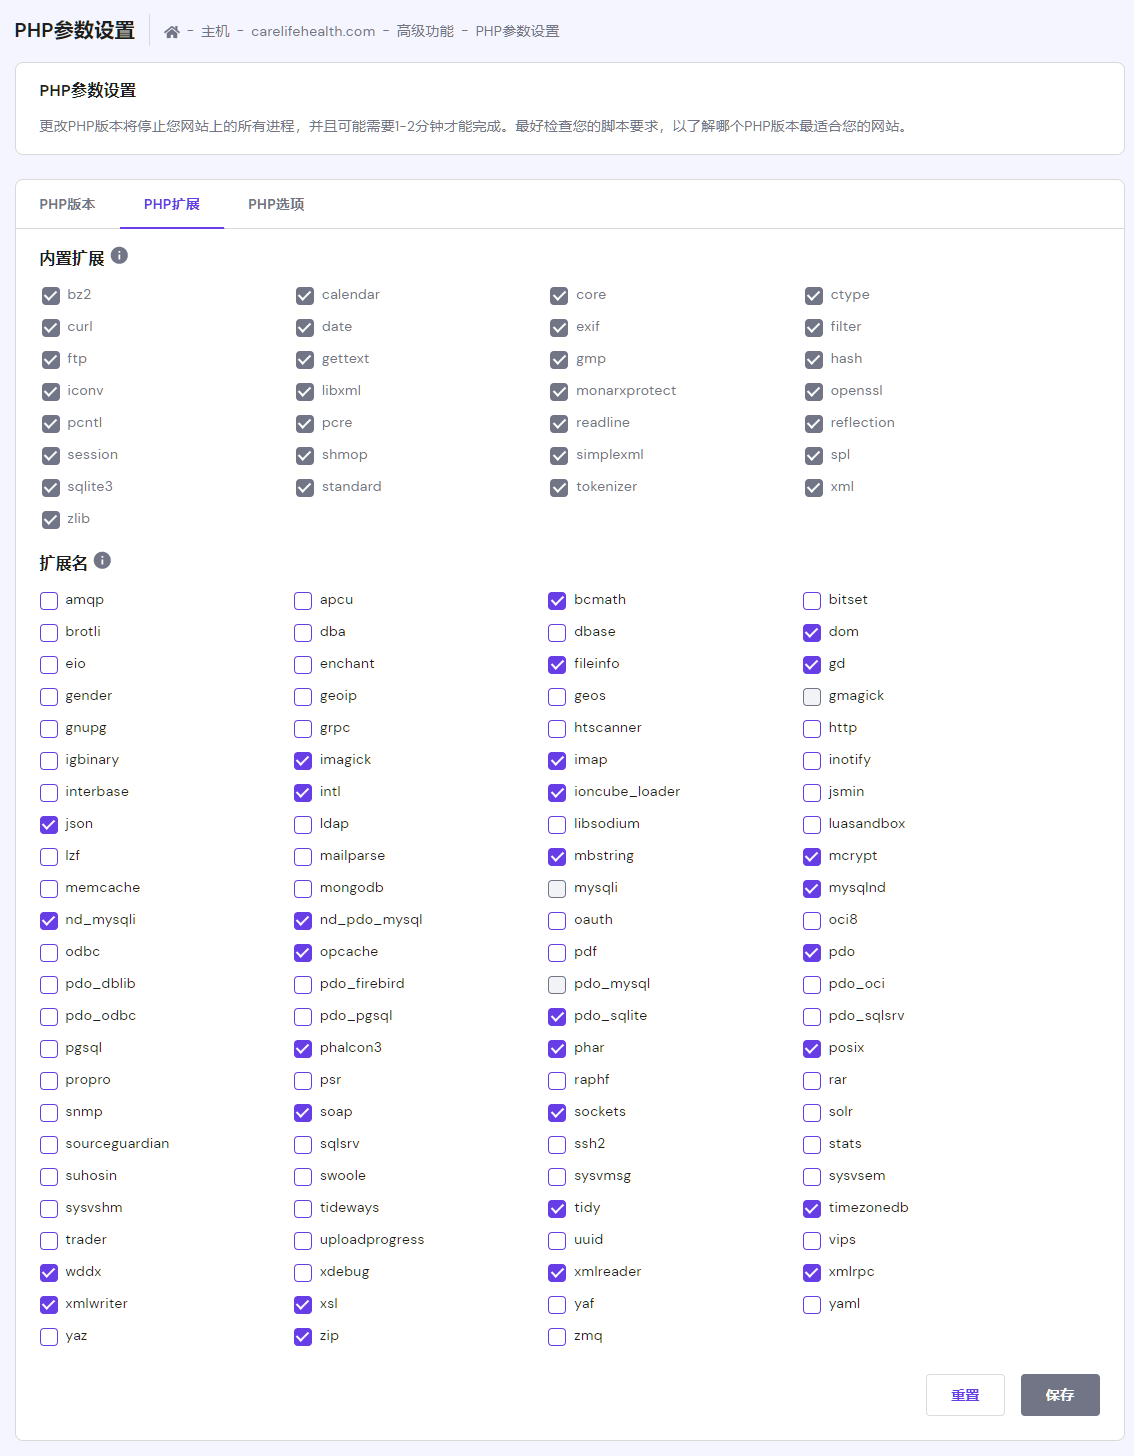 PHP参数设置 - 主机 - carelifehealth.com - 高级功能 - PHP参数设置
PHP参数设置
更改PHP版本将停止您网站上的所有进程，并且可能需要1-2分钟才能完成。最好检查您的脚本要求，以了解哪个PHP版本最适合您的网站。
PHP版本 PHP扩展 PHP选项
内置扩展
bz2 calendar core ctype
curl date exif filter
ftp gettext gmp hash
iconv libxml monarxprotect openssl
pcntl pcre readline reflection
session shmop simplexml spl
sqlite3 standard tokenizer xml
zlib
扩展名
amqp apcu bcmath bitset
brotli dba dbase dom
eio enchant fileinfo gd
gender geoip geos gmagick
gnupg grpc htscanner http
igbinary imagick imap inotify
interbase intl ioncube_loader jsmin
json ldap libsodium luasandbox
lzf mailparse mbstring mcrypt
memcache mongodb mysqli mysqlnd
nd_mysqli nd_pdo_mysql oauth oci8
odbc opcache pdf pdo
pdo_dblib pdo_firebird pdo_mysql pdo_oci
pdo_odbc pdo_pgsql pdo_sqlite pdo_sqlsrv
pgsql phalcon3 phar posix
propro psr raphf rar
snmp soap sockets solr
sourceguardian sqlsrv ssh2 stats
suhosin swoole sysvmsg sysvsem
sysvshm tideways tidy timezonedb
trader uploadprogress uuid vips
wddx xdebug xmlreader xmlrpc
xmlwriter xsl yaf yaml
yaz zip zmq
重置 保存